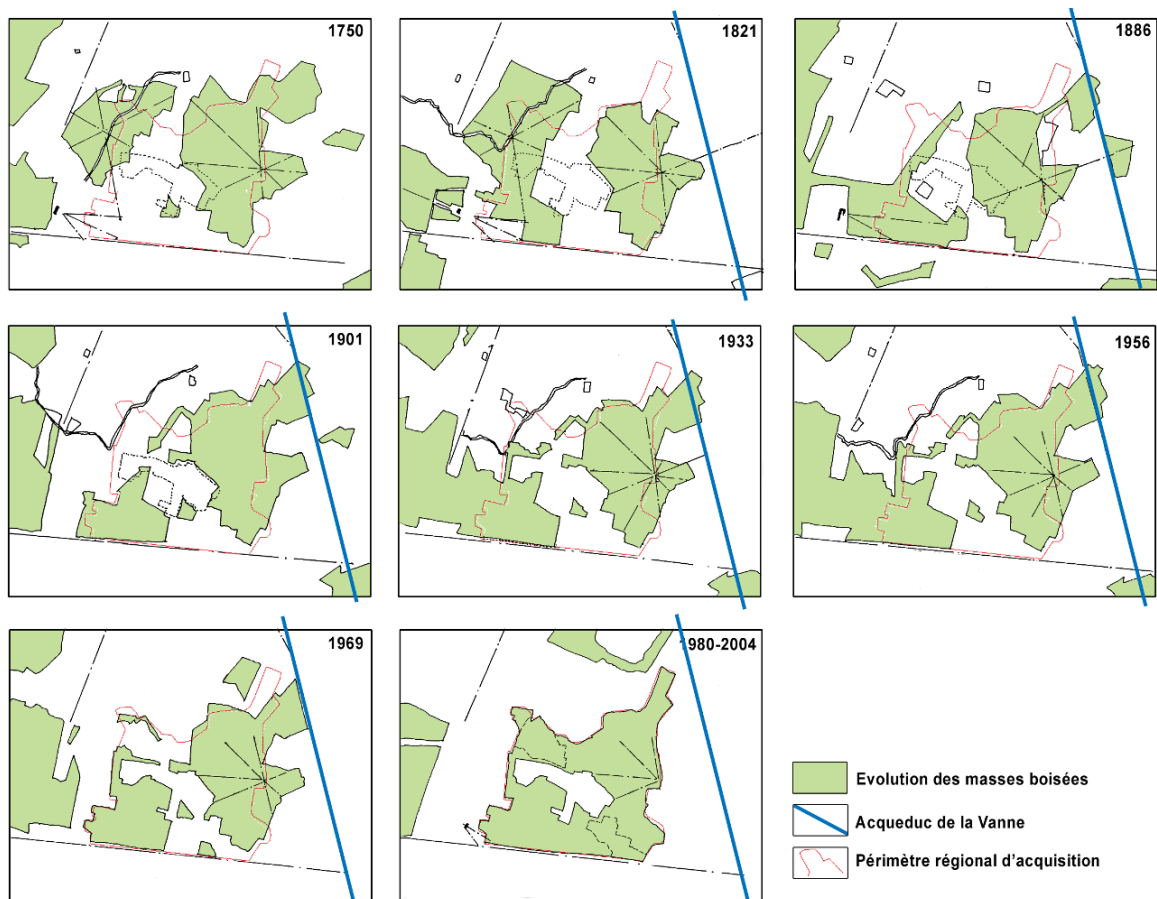 1750
1821
1886
1901
1933
1956
1969
1980-2004
Evolution des masses boisées
Acqueduc de la Vanne
Périmètre régional d'acquisition